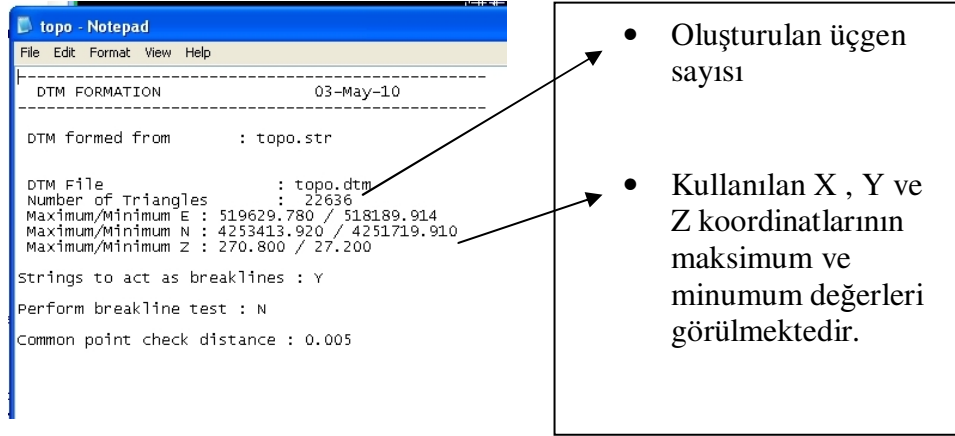 topo - Notepad
File Edit Format View Help
DTM FORMATION 03-May-10
DTM formed from : topo.str
DTM File : topo.dtm
Number of Triangles : 22636
Maximum/Minimum E : 519629.780 / 518189.914
Maximum/Minimum N : 4253413.920 / 4251719.910
Maximum/Minimum Z : 270.800 / 27.200
Strings to act as breaklines : Y
Perform breakline test : N
Common point check distance : 0.005
• Oluşturulan üçgen
sayısı
• Kullanılan X , Y ve
Z koordinatlarının
maksimum ve
minumum değerleri
görülmektedir.